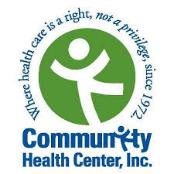 Where health care is a right, not a privilege, since 1972.
Community
Health Center, Inc.